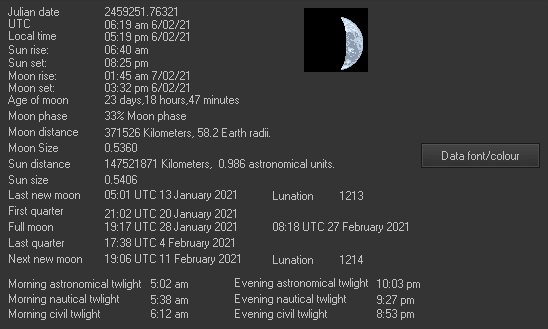 Julian date 2459251.76321
UTC 06:19 am 6/02/21
Local time 05:19 pm 6/02/21
Sun rise: 06:40 am
Sun set: 08:25 pm
Moon rise: 01:45 am 7/02/21
Moon set: 03:32 pm 6/02/21
Age of moon 23 days,18 hours,47 minutes
Moon phase 33% Moon phase
Moon distance 371526 Kilometers, 58.2 Earth radii.
Moon Size 0.5360
Sun distance 147521871 Kilometers, 0.986 astronomical units.
Data font/colour
Sun size 0.5406
Last new moon 05:01 UTC 13 January 2021 Lunation 1213
First quarter 21:02 UTC 20 January 2021
Full moon 19:17 UTC 28 January 2021 08:18 UTC 27 February 2021
Last quarter 17:38 UTC 4 February 2021
Next new moon 19:06 UTC 11 February 2021 Lunation 1214
Morning astronomical twlight 5:02 am Evening astronomical twlight 10:03 pm
Morning nautical twlight 5:38 am Evening nautical twlight 9:27 pm
Morning civil twlight 6:12 am Evening civil twlight 8:53 pm